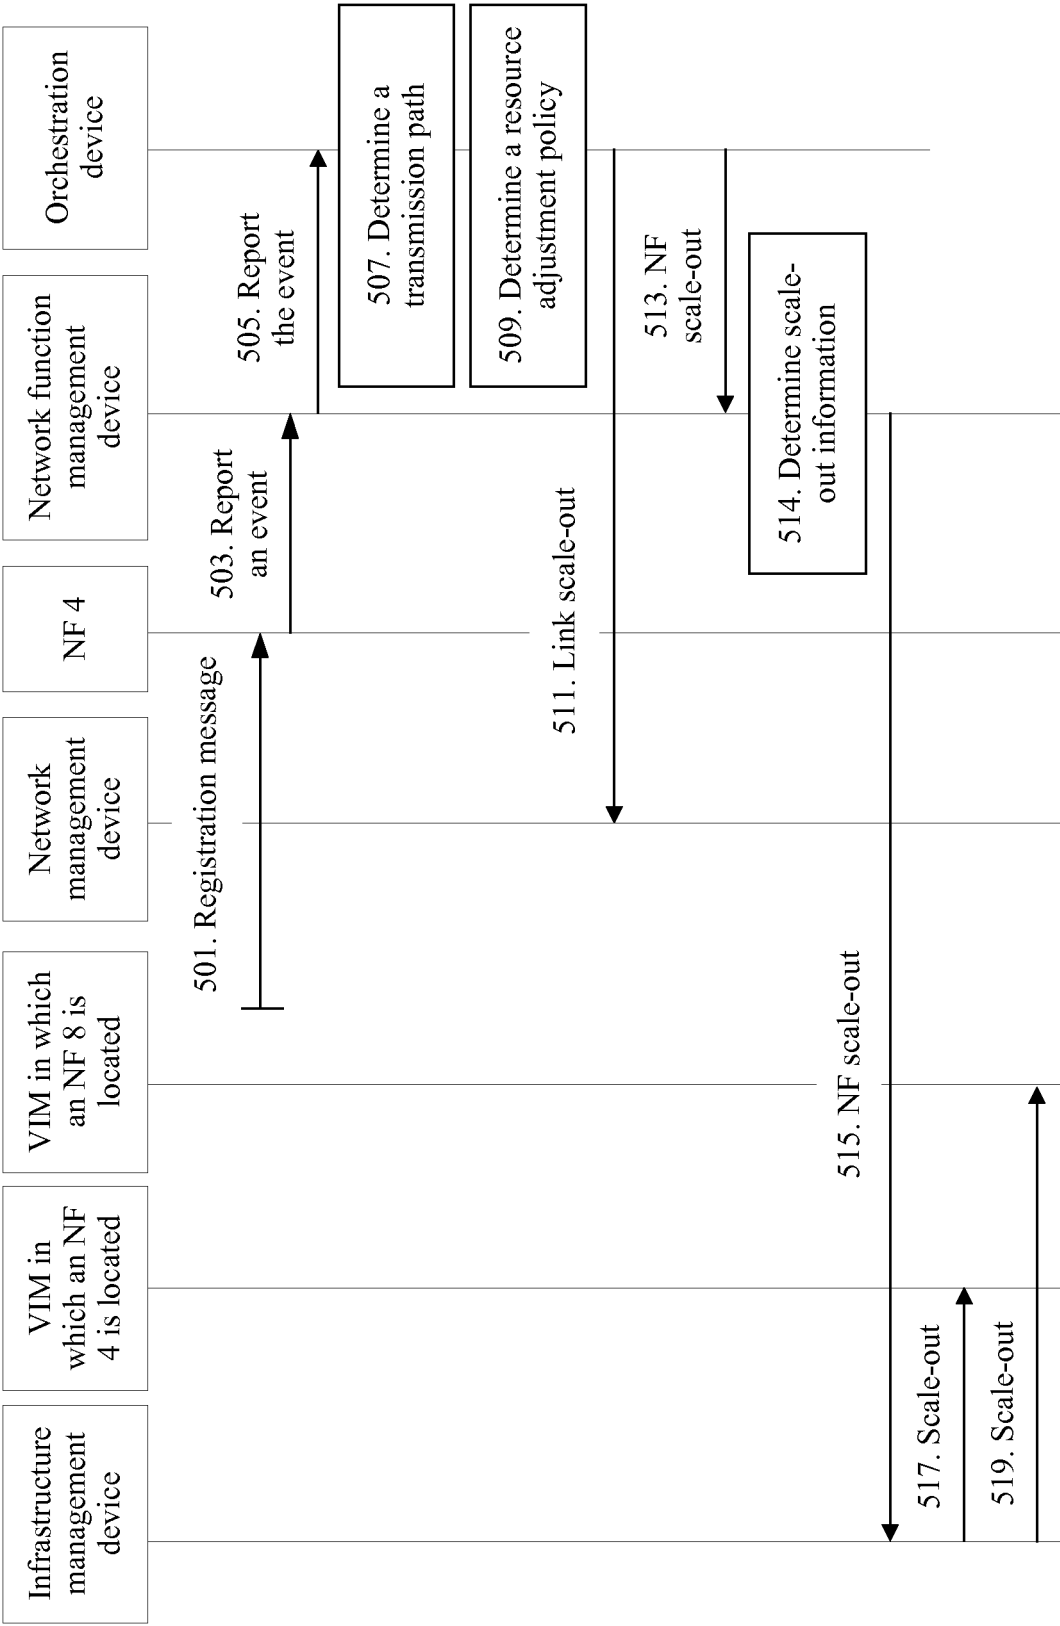 Infrastructure
management
device
VIM in
which an NF
4 is located
VIM in which
an NF 8 is
located
Network
management
device
NF 4
Network function
management
device
Orchestration
device
501. Registration message
503. Report
an event
505. Report
the event
507. Determine a
transmission path
509. Determine a resource
adjustment policy
511. Link scale-out
513. NF
scale-out
514. Determine scale-
out information
515. NF scale-out
517. Scale-out
519. Scale-out